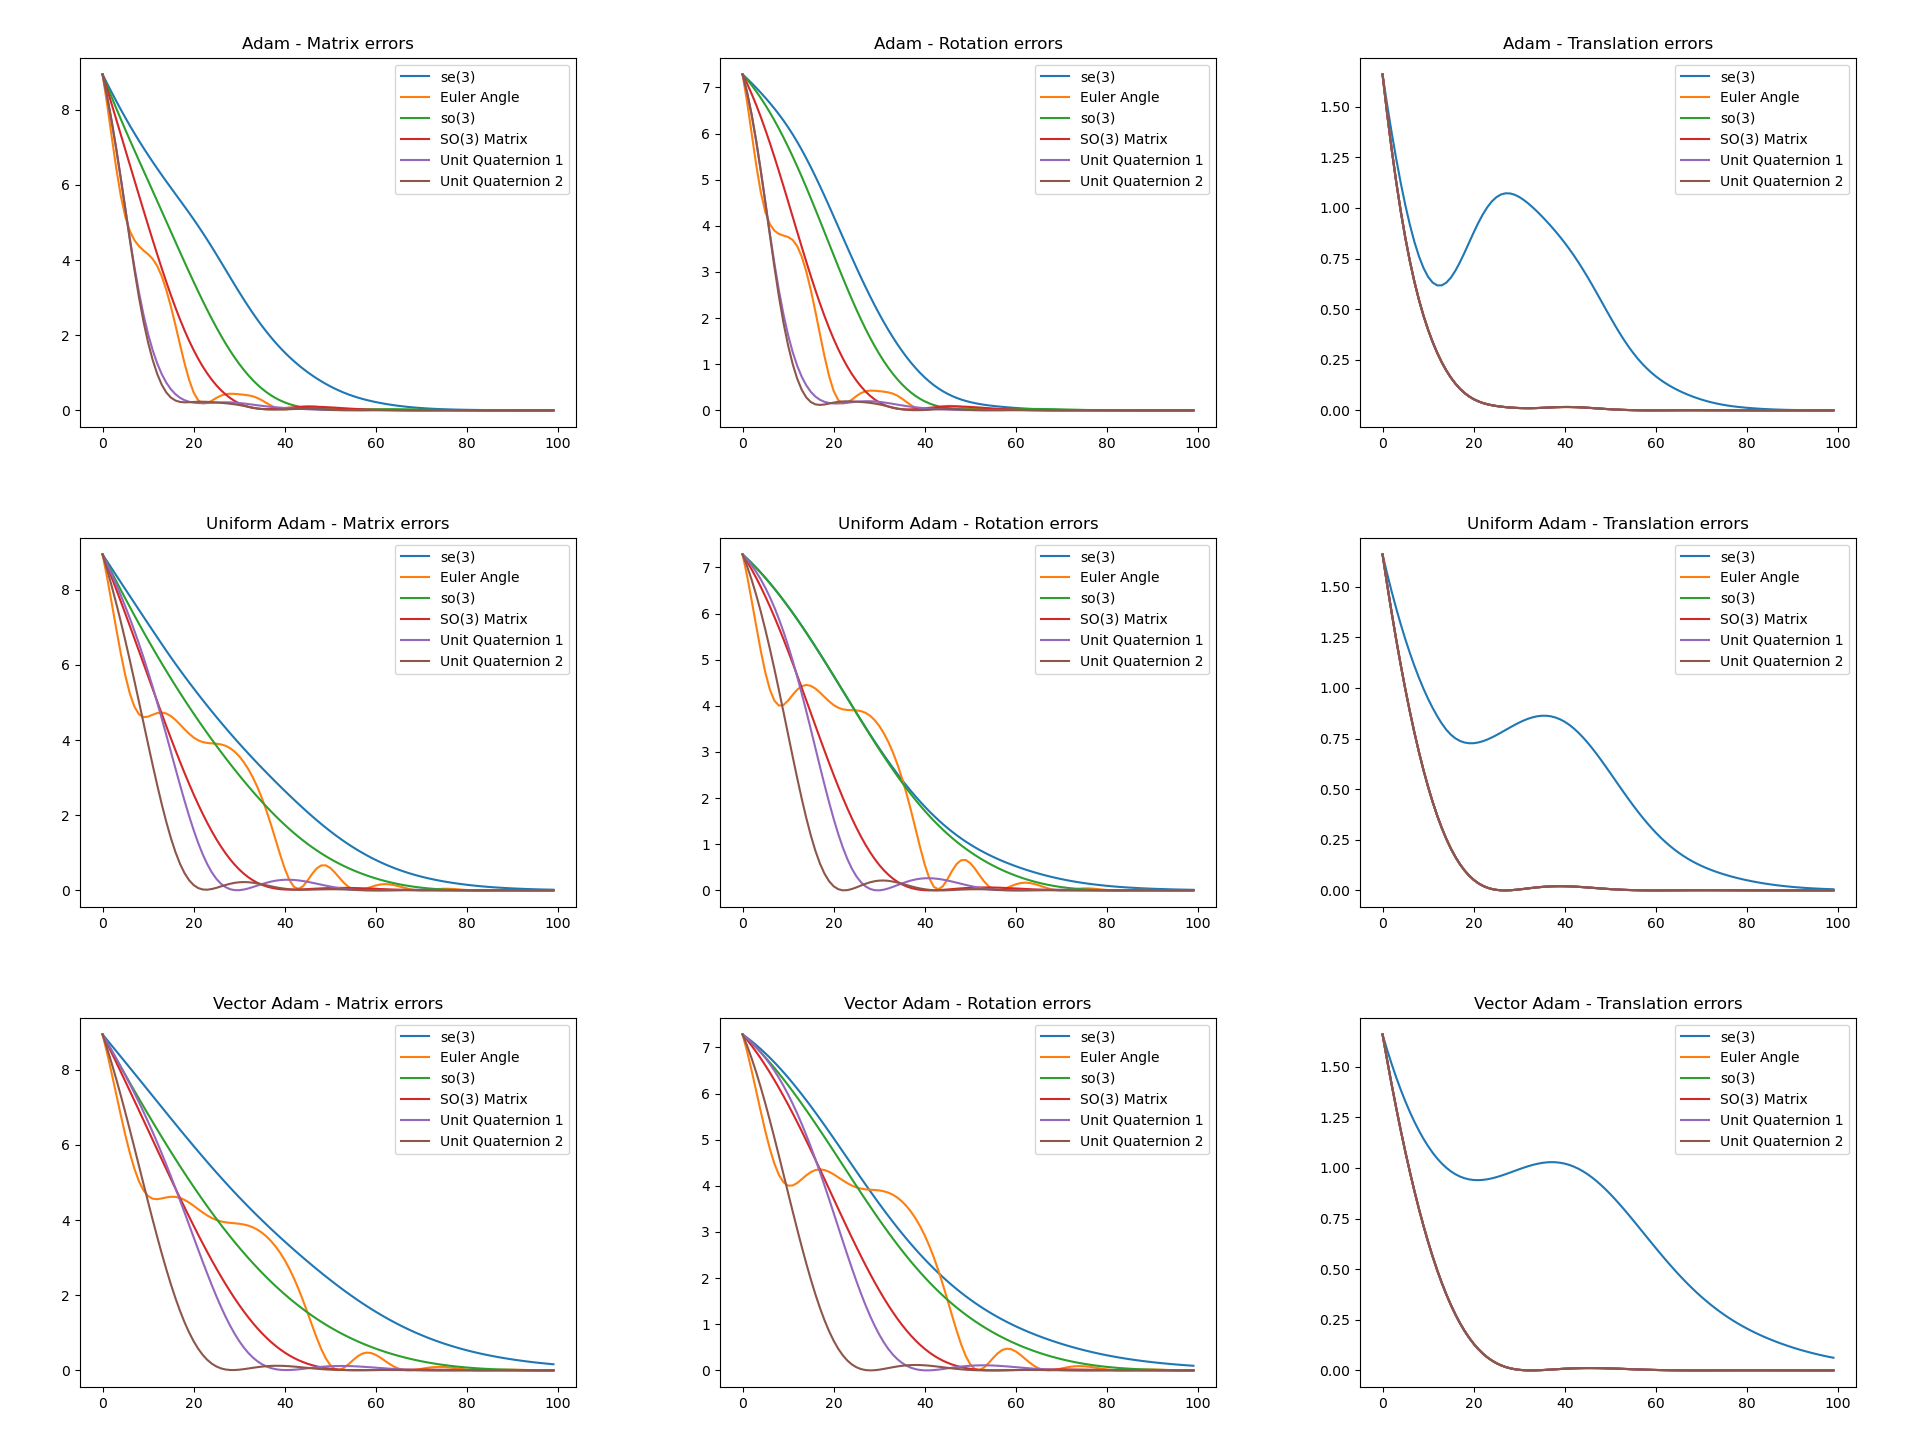 Adam - Matrix errors
se(3)
Euler Angle
so(3)
SO(3) Matrix
Unit Quaternion 1
Unit Quaternion 2
8
6
4
2
0
0 20 40 60 80 100
Adam - Rotation errors
se(3)
Euler Angle
so(3)
SO(3) Matrix
Unit Quaternion 1
Unit Quaternion 2
7
6
5
4
3
2
1
0
0 20 40 60 80 100
Adam - Translation errors
se(3)
Euler Angle
so(3)
SO(3) Matrix
Unit Quaternion 1
Unit Quaternion 2
1.50
1.25
1.00
0.75
0.50
0.25
0.00
0 20 40 60 80 100
Uniform Adam - Matrix errors
se(3)
Euler Angle
so(3)
SO(3) Matrix
Unit Quaternion 1
Unit Quaternion 2
8
6
4
2
0
0 20 40 60 80 100
Uniform Adam - Rotation errors
se(3)
Euler Angle
so(3)
SO(3) Matrix
Unit Quaternion 1
Unit Quaternion 2
7
6
5
4
3
2
1
0
0 20 40 60 80 100
Uniform Adam - Translation errors
se(3)
Euler Angle
so(3)
SO(3) Matrix
Unit Quaternion 1
Unit Quaternion 2
1.50
1.25
1.00
0.75
0.50
0.25
0.00
0 20 40 60 80 100
Vector Adam - Matrix errors
se(3)
Euler Angle
so(3)
SO(3) Matrix
Unit Quaternion 1
Unit Quaternion 2
8
6
4
2
0
0 20 40 60 80 100
Vector Adam - Rotation errors
se(3)
Euler Angle
so(3)
SO(3) Matrix
Unit Quaternion 1
Unit Quaternion 2
7
6
5
4
3
2
1
0
0 20 40 60 80 100
Vector Adam - Translation errors
se(3)
Euler Angle
so(3)
SO(3) Matrix
Unit Quaternion 1
Unit Quaternion 2
1.50
1.25
1.00
0.75
0.50
0.25
0.00
0 20 40 60 80 100